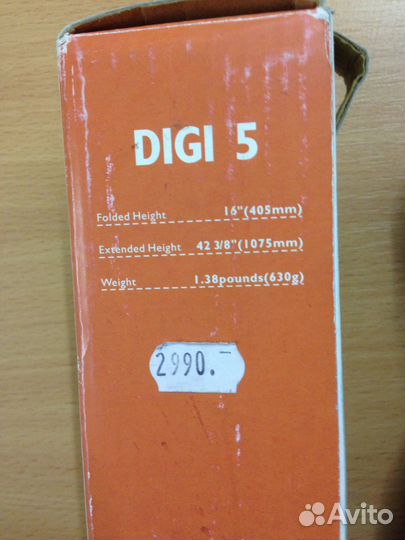 DIGI 5
Folded Height 16"(405mm)
Extended Height 42 3/8"(1075mm)
Weight 1.38pounds(630g)
2990.-
Avito